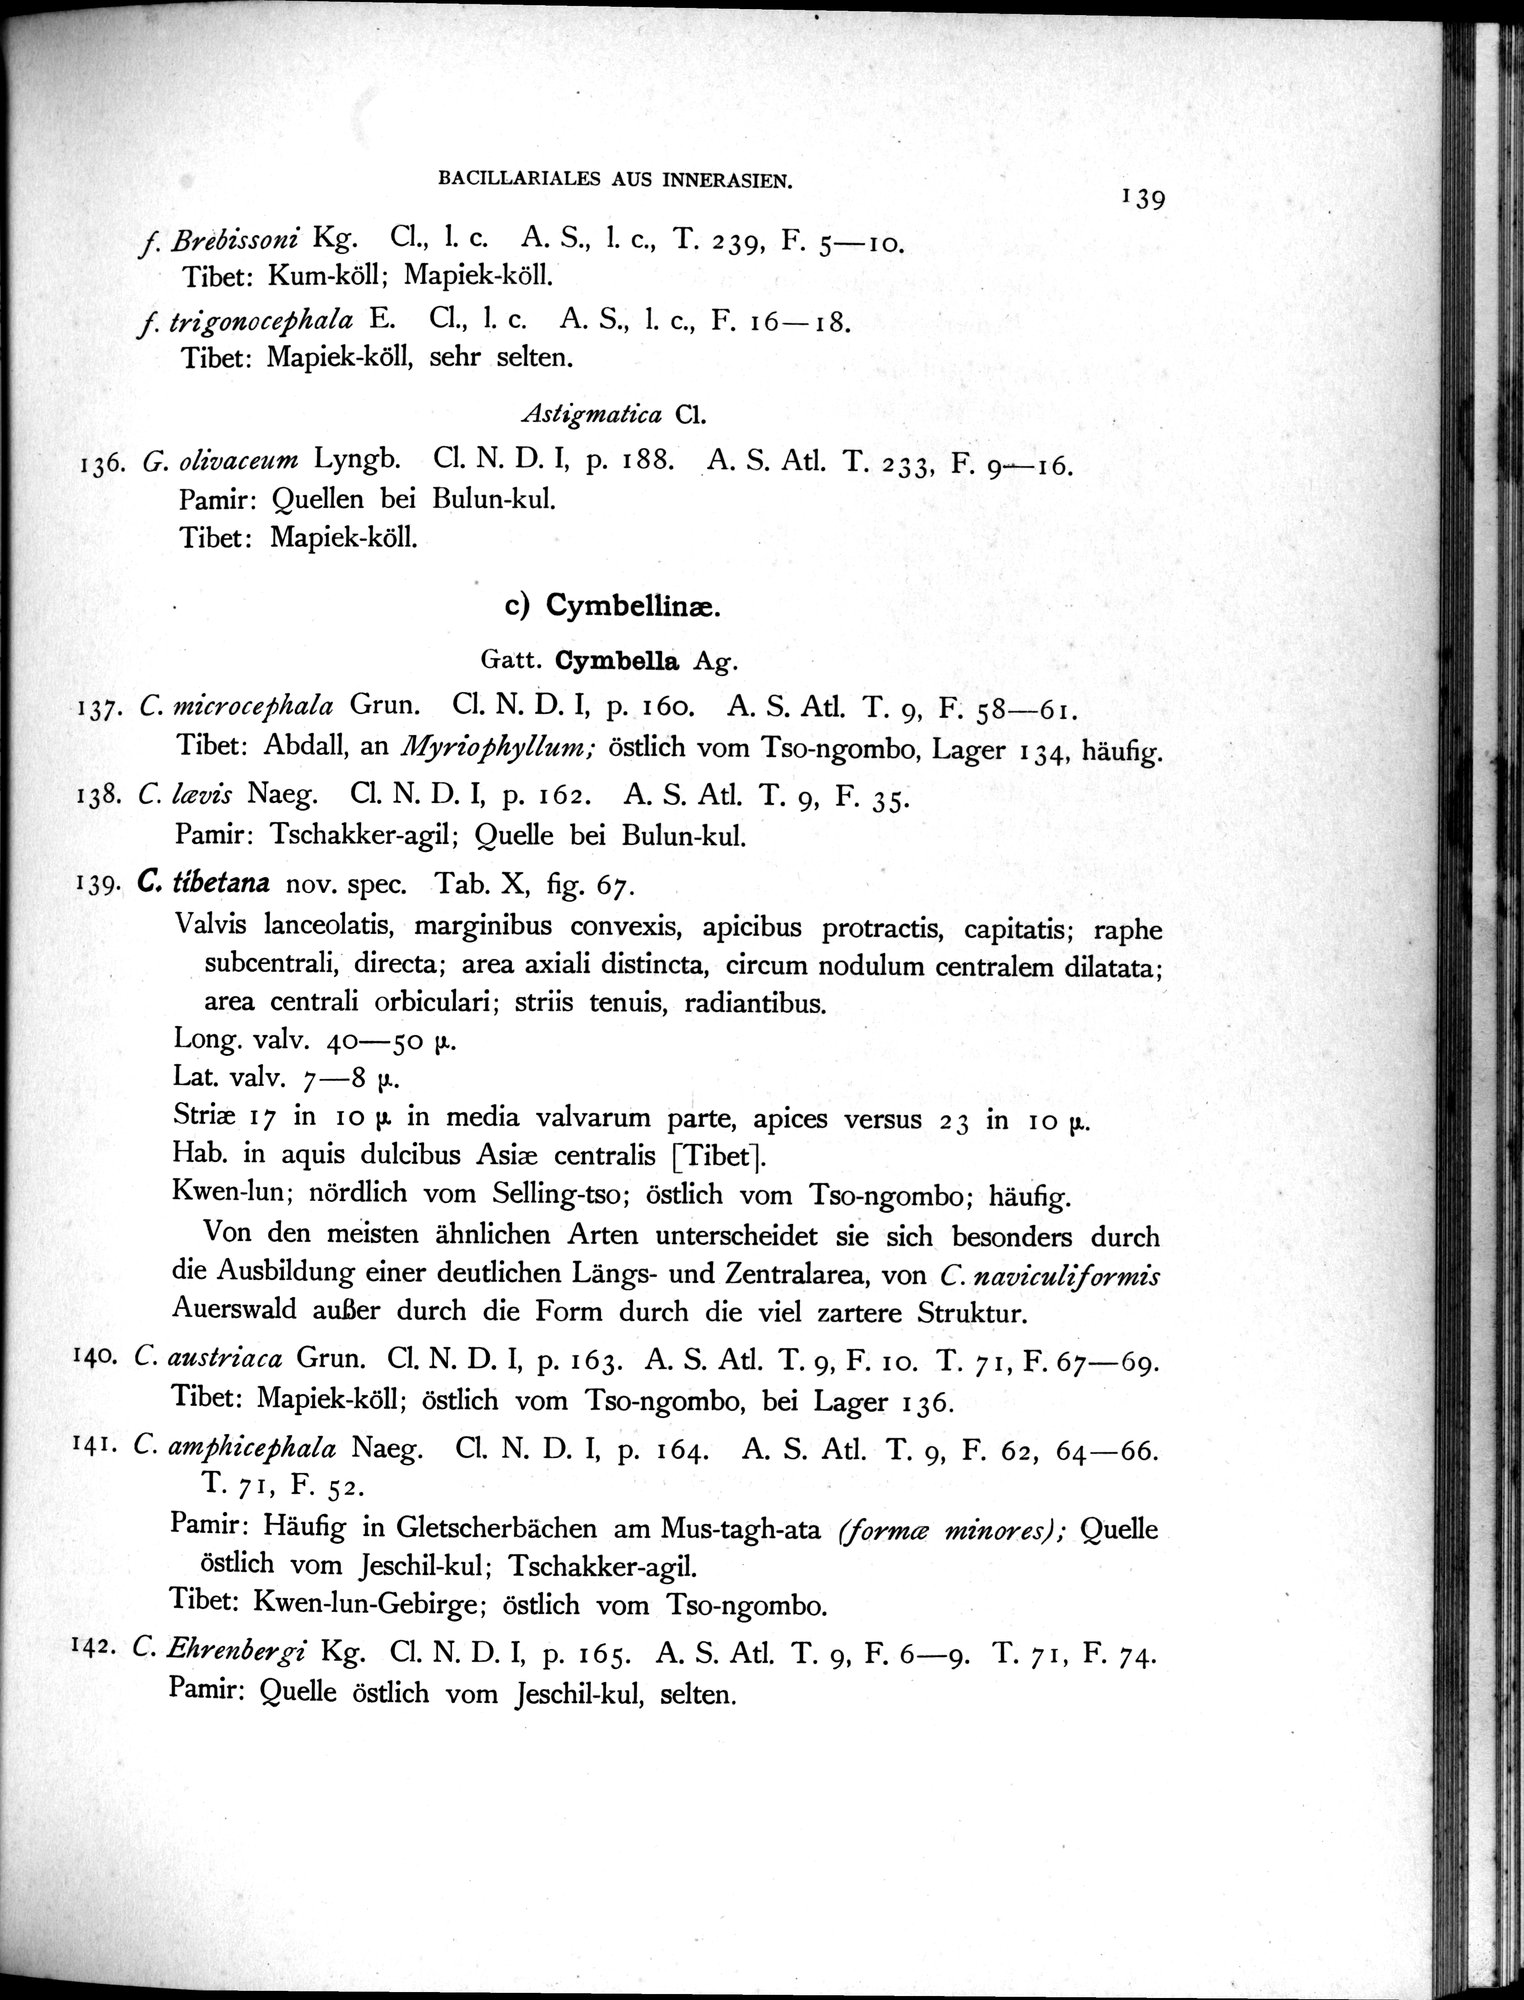 BACILLARIALES AUS INNERASIEN.
139
f. Brébissoni Kg. Cl., l. c. A. S., l. c., T. 239, F. 5—10.
Tibet: Kum-köll; Mapiek-köll.
f. trigonocephala E. Cl., l. c. A. S., l. c., F. 16—18.
Tibet: Mapiek-köll, sehr selten.
Astigmatica Cl.
136. G. olivaceum Lyngb. Cl. N. D. I, p. 188. A. S. Atl. T. 233, F. 9—16.
Pamir: Quellen bei Bulun-kul.
Tibet: Mapiek-köll.
c) Cymbellinæ.
Gatt. Cymbella Ag.
137. C. microcephala Grun. Cl. N. D. I, p. 160. A. S. Atl. T. 9, F. 58—61.
Tibet: Abdall, an Myriophyllum; östlich vom Tso-ngombo, Lager 134, häufig.
138. C. lævis Naeg. Cl. N. D. I, p. 162. A. S. Atl. T. 9, F. 35.
Pamir: Tschakker-agil; Quelle bei Bulun-kul.
139. C. tibetana nov. spec. Tab. X, fig. 67.
Valvis lanceolatis, marginibus convexis, apicibus protractis, capitatis; raphe
subcentrali, directa; area axiali distincta, circum nodulum centralem dilatata;
area centrali orbiculari; striis tenuis, radiantibus.
Long. valv. 40—50 µ.
Lat. valv. 7—8 µ.
Striæ 17 in 10 µ in media valvarum parte, apices versus 23 in 10 µ.
Hab. in aquis dulcibus Asiæ centralis [Tibet].
Kwen-lun; nördlich vom Selling-tso; östlich vom Tso-ngombo; häufig.
Von den meisten ähnlichen Arten unterscheidet sie sich besonders durch
die Ausbildung einer deutlichen Längs- und Zentralarea, von C. naviculiformis
Auerswald außer durch die Form durch die viel zartere Struktur.
140. C. austriaca Grun. Cl. N. D. I, p. 163. A. S. Atl. T. 9, F. 10. T. 71, F. 67—69.
Tibet: Mapiek-köll; östlich vom Tso-ngombo, bei Lager 136.
141. C. amphicephala Naeg. Cl. N. D. I, p. 164. A. S. Atl. T. 9, F. 62, 64—66.
T. 71, F. 52.
Pamir: Häufig in Gletscherbächen am Mus-tagh-ata (formæ minores); Quelle
östlich vom Jeschil-kul; Tschakker-agil.
Tibet: Kwen-lun-Gebirge; östlich vom Tso-ngombo.
142. C. Ehrenbergi Kg. Cl. N. D. I, p. 165. A. S. Atl. T. 9, F. 6—9. T. 71, F. 74.
Pamir: Quelle östlich vom Jeschil-kul, selten.